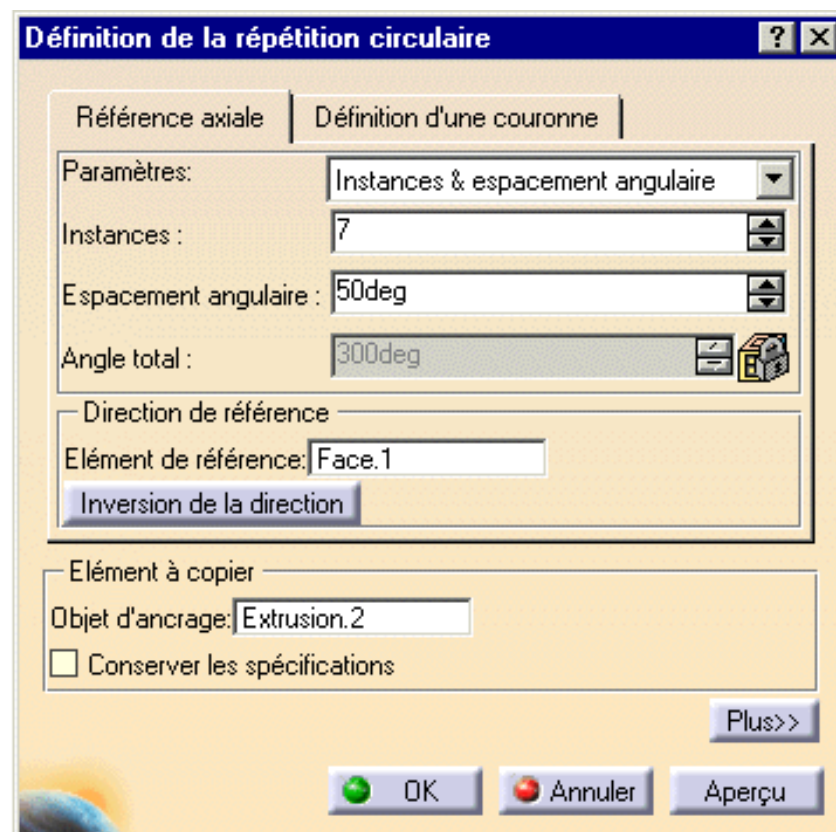 Définition de la répétition circulaire
Référence axiale Définition d'une couronne
Paramètres: Instances & espacement angulaire
Instances : 7
Espacement angulaire : 50deg
Angle total : 300deg
Direction de référence
Elément de référence: Face.1
Inversion de la direction
Elément à copier
Objet d'ancrage: Extrusion.2
Conserver les spécifications
Plus>>
OK Annuler Aperçu